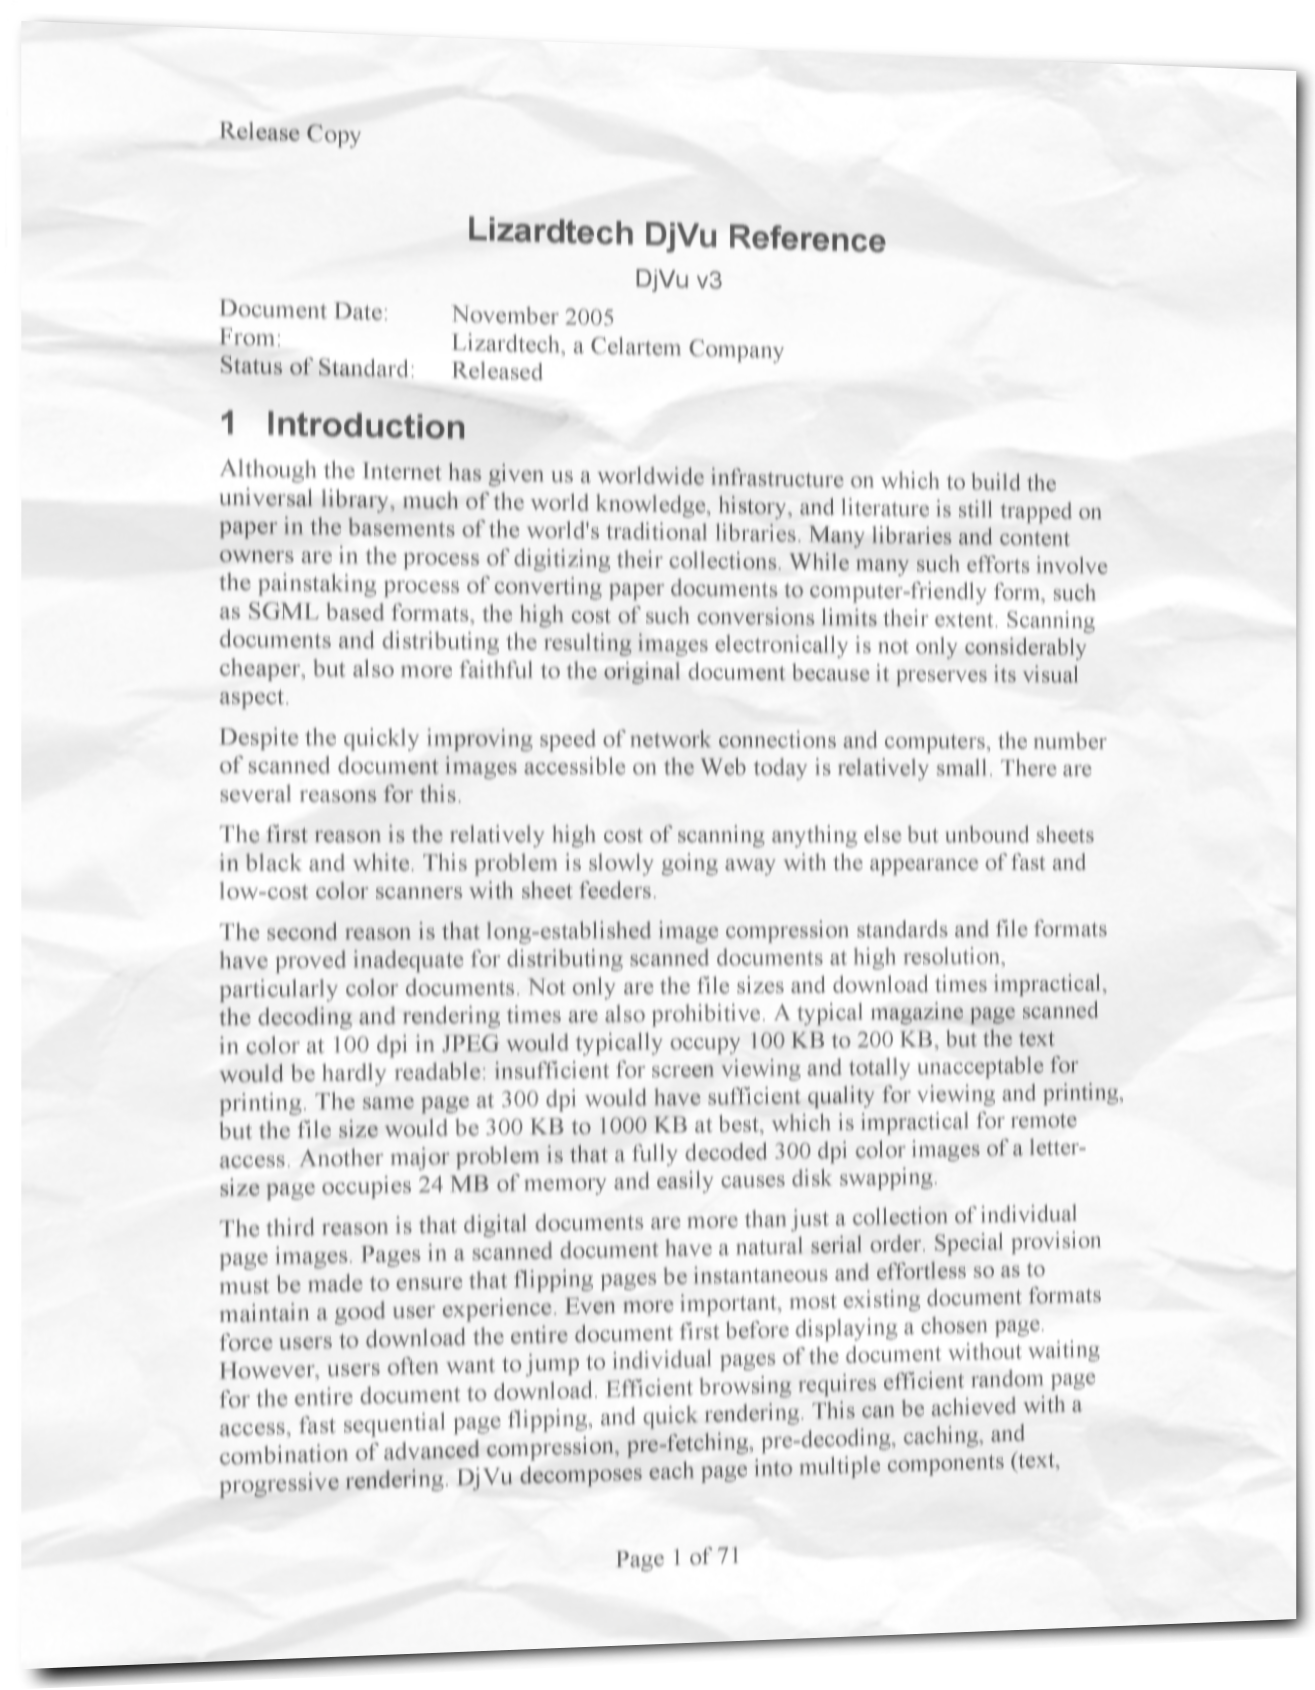 Release Copy
Lizardtech DjVu Reference
DjVu v3
Document Date: November 2005
From: Lizardtech, a Celartem Company
Status of Standard: Released
1 Introduction
Although the Internet has given us a worldwide infrastructure on which to build the
universal library, much of the world knowledge, history, and literature is still trapped on
paper in the basements of the world's traditional libraries. Many libraries and content
owners are in the process of digitizing their collections. While many such efforts involve
the painstaking process of converting paper documents to computer-friendly form, such
as SGML based formats, the high cost of such conversions limits their extent. Scanning
documents and distributing the resulting images electronically is not only considerably
cheaper, but also more faithful to the original document because it preserves its visual
aspect.
Despite the quickly improving speed of network connections and computers, the number
of scanned document images accessible on the Web today is relatively small. There are
several reasons for this.
The first reason is the relatively high cost of scanning anything else but unbound sheets
in black and white. This problem is slowly going away with the appearance of fast and
low-cost color scanners with sheet feeders.
The second reason is that long-established image compression standards and file formats
have proved inadequate for distributing scanned documents at high resolution,
particularly color documents. Not only are the file sizes and download times impractical,
the decoding and rendering times are also prohibitive. A typical magazine page scanned
in color at 100 dpi in JPEG would typically occupy 100 KB to 200 KB, but the text
would be hardly readable: insufficient for screen viewing and totally unacceptable for
printing. The same page at 300 dpi would have sufficient quality for viewing and printing,
but the file size would be 300 KB to 1000 KB at best, which is impractical for remote
access. Another major problem is that a fully decoded 300 dpi color images of a letter-
size page occupies 24 MB of memory and easily causes disk swapping.
The third reason is that digital documents are more than just a collection of individual
page images. Pages in a scanned document have a natural serial order. Special provision
must be made to ensure that flipping pages be instantaneous and effortless so as to
maintain a good user experience. Even more important, most existing document formats
force users to download the entire document first before displaying a chosen page.
However, users often want to jump to individual pages of the document without waiting
for the entire document to download. Efficient browsing requires efficient random page
access, fast sequential page flipping, and quick rendering. This can be achieved with a
combination of advanced compression, pre-fetching, pre-decoding, caching, and
progressive rendering. DjVu decomposes each page into multiple components (text,
Page 1 of 71